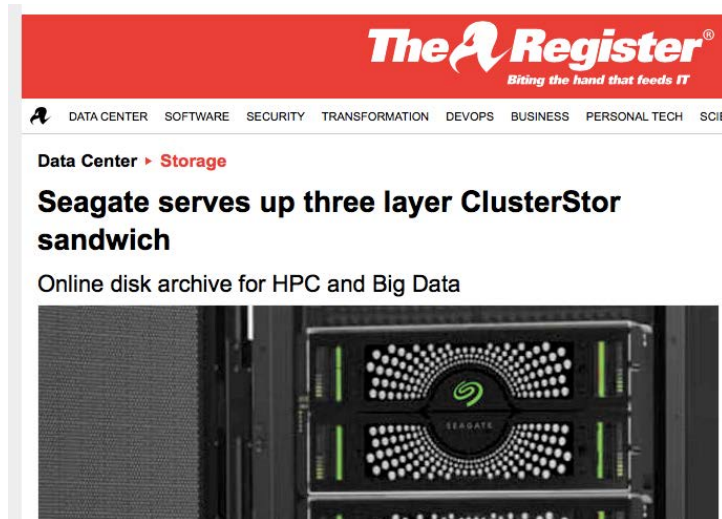 The Register®
Biting the hand that feeds IT
DATA CENTER SOFTWARE SECURITY TRANSFORMATION DEVOPS BUSINESS PERSONAL TECH
Data Center ▸ Storage
Seagate serves up three layer ClusterStor
sandwich
Online disk archive for HPC and Big Data
SEAGATE